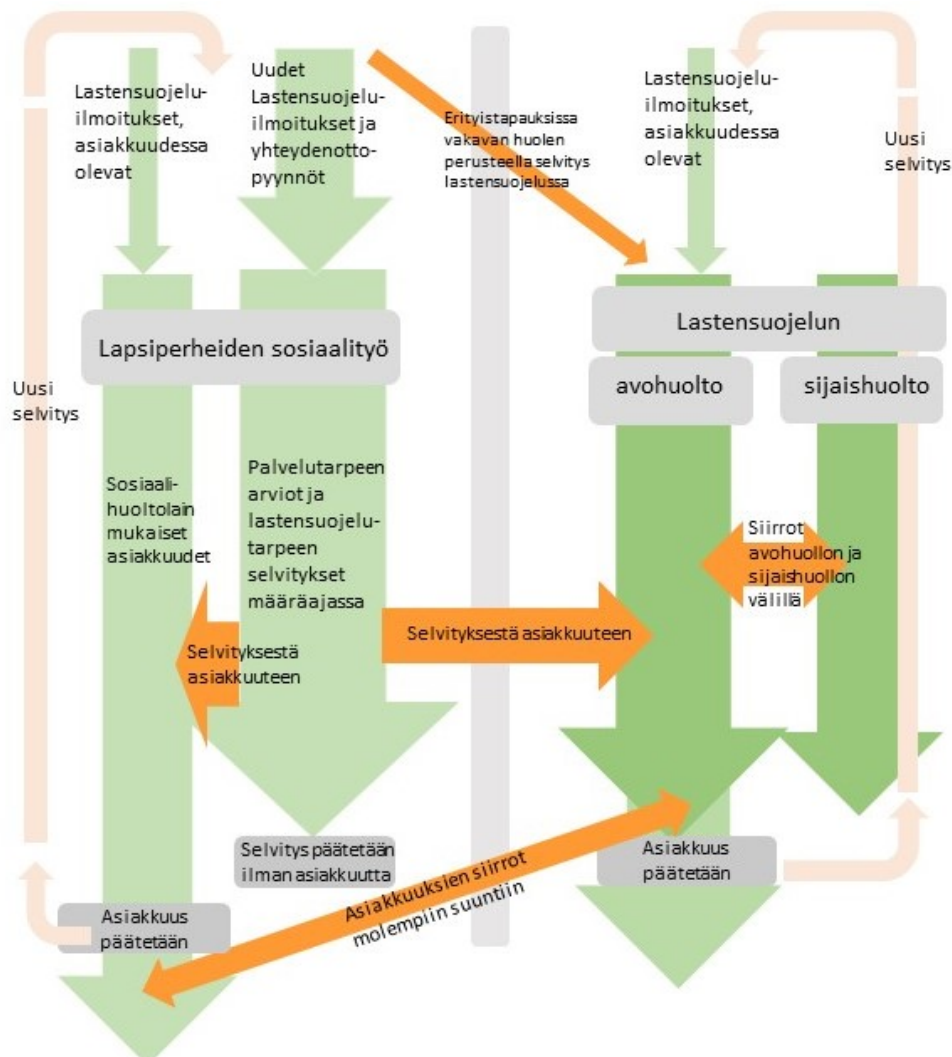 Lastensuojelu-
ilmoitukset,
asiakkuudessa
olevat
Uudet
Lastensuojelu-
ilmoitukset ja
yhteydenotto-
pyynnöt
Erityistapauksissa
vakavan huolen
perusteella selvitys
lastensuojelussa
Lastensuojelu-
ilmoitukset,
asiakkuudessa
olevat
Uusi
selvitys
Lapsiperheiden sosiaalityö
Lastensuojelun
avohuolto
sijaishuolto
Uusi
selvitys
Sosiaali-
huoltolain
mukaiset
asiakkuudet
Palvelutarpeen
arviot ja
lastensuojelu-
tarpeen
selvitykset
määräajassa
Siirrot
avohuollon ja
sijaishuollon
välillä
Selvityksestä
asiakkuuteen
Selvityksestä asiakkuuteen
Selvitys päätetään
ilman asiakkuutta
Asiakkuus
päätetään
Asiakkuuksien siirrot
molempiin suuntiin
Asiakkuus
päätetään